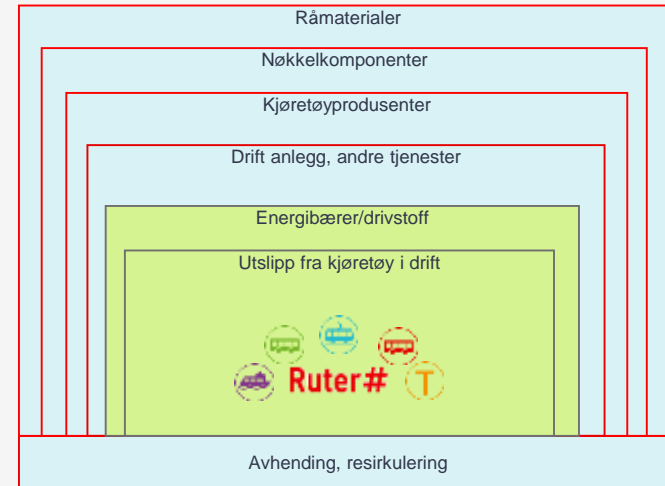 Råmaterialer
Nøkkelkomponenter
Kjøretøyprodusenter
Drift anlegg, andre tjenester
Energibærer/drivstoff
Utslipp fra kjøretøy i drift
Ruter# T
Avhending, resirkulering